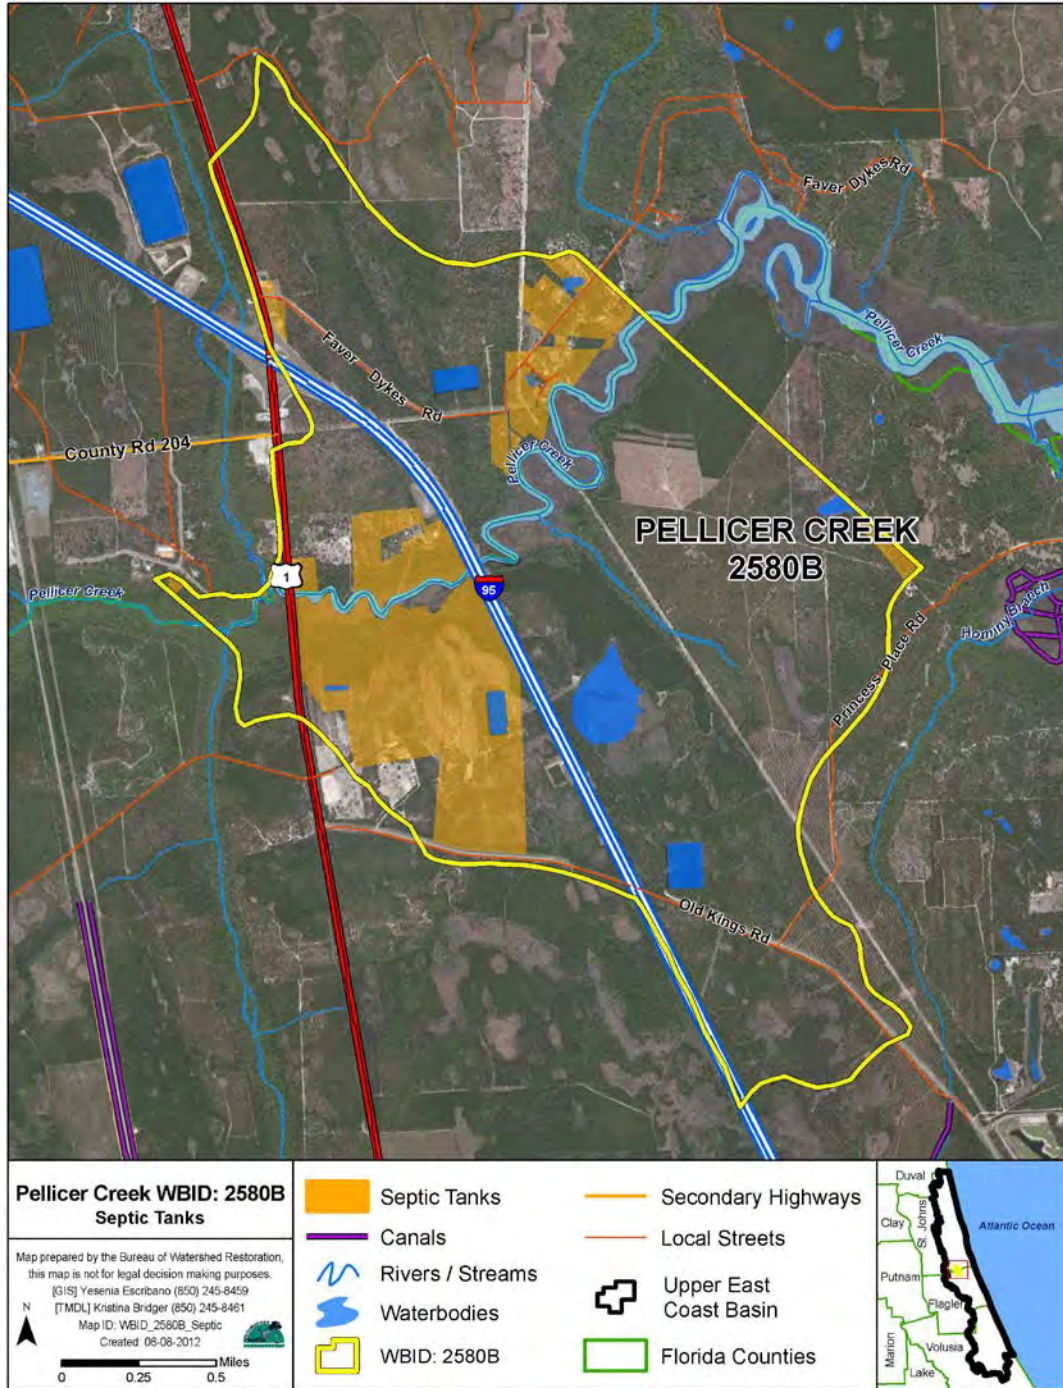 Faver Dykes Rd
Pellicer Creek
Faver Dykes Rd
County Rd 204
Pellicer Creek
PELLICER CREEK
2580B
1
95
Pellicer Creek
Hominy Branch
Princess Place Rd
Old Kings Rd
Pellicer Creek WBID: 2580B
Septic Tanks
Map prepared by the Bureau of Watershed Restoration,
this map is not for legal decision making purposes.
[GIS] Yesenia Escribano (850) 245-8459
[TMDL] Kristina Bridger (850) 245-8461
Map ID: WBID_2580B_Septic
Created: 06-08-2012
N
Miles
0 0.25 0.5
Septic Tanks
Canals
Rivers / Streams
Waterbodies
WBID: 2580B
Secondary Highways
Local Streets
Upper East
Coast Basin
Florida Counties
Duval
Clay
St. Johns
Atlantic Ocean
Putnam
Flagler
Marion
Volusia
Lake